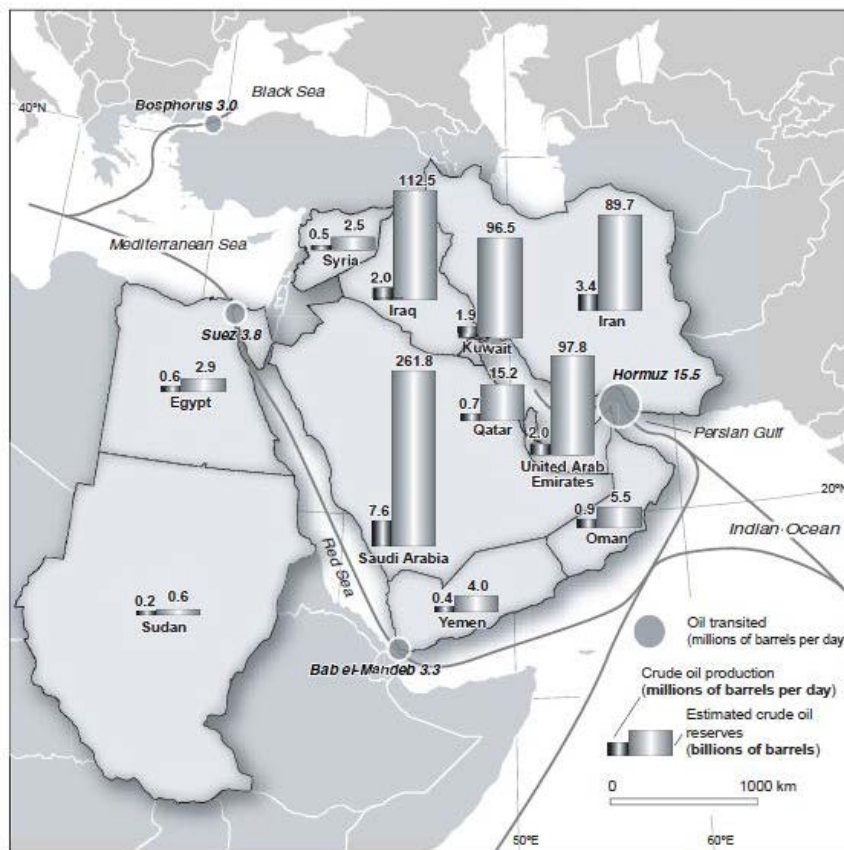 Black Sea
Bosphorus 3.0
40ºN
112.5
89.7
96.5
0.5 2.5
Syria
Mediterranean Sea
2.0
Iraq
3.4
Iran
1.9
Kuwait
Suez 3.8
97.8
261.8
Hormuz 15.5
0.6 2.9
Egypt
15.2
0.7
Qatar
Persian Gulf
2.0
United Arab
Emirates
20ºN
0.9 5.5
Oman
Indian Ocean
7.6
Saudi Arabia
Red Sea
0.2 0.6
Sudan
0.4 4.0
Yemen
Bab el-Mandeb 3.3
Oil transited
(millions of barrels per day)
Crude oil production
(millions of barrels per day)
Estimated crude oil
reserves
(billions of barrels)
0 1000 km
50ºE 60ºE